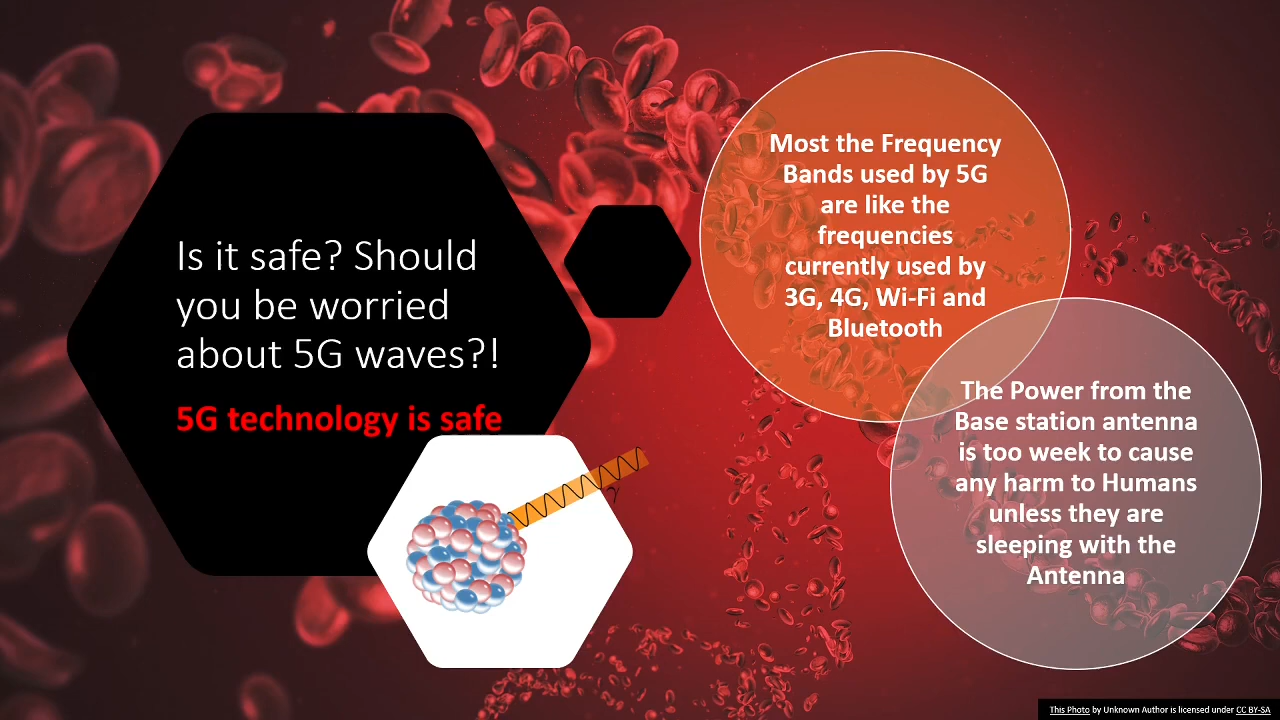 Is it safe? Should
you be worried
about 5G waves?!
5G technology is safe
γ
Most the Frequency
Bands used by 5G
are like the
frequencies
currently used by
3G, 4G, Wi-Fi and
Bluetooth
The Power from the
Base station antenna
is too week to cause
any harm to Humans
unless they are
sleeping with the
Antenna
This Photo by Unknown Author is licensed under CC BY-SA